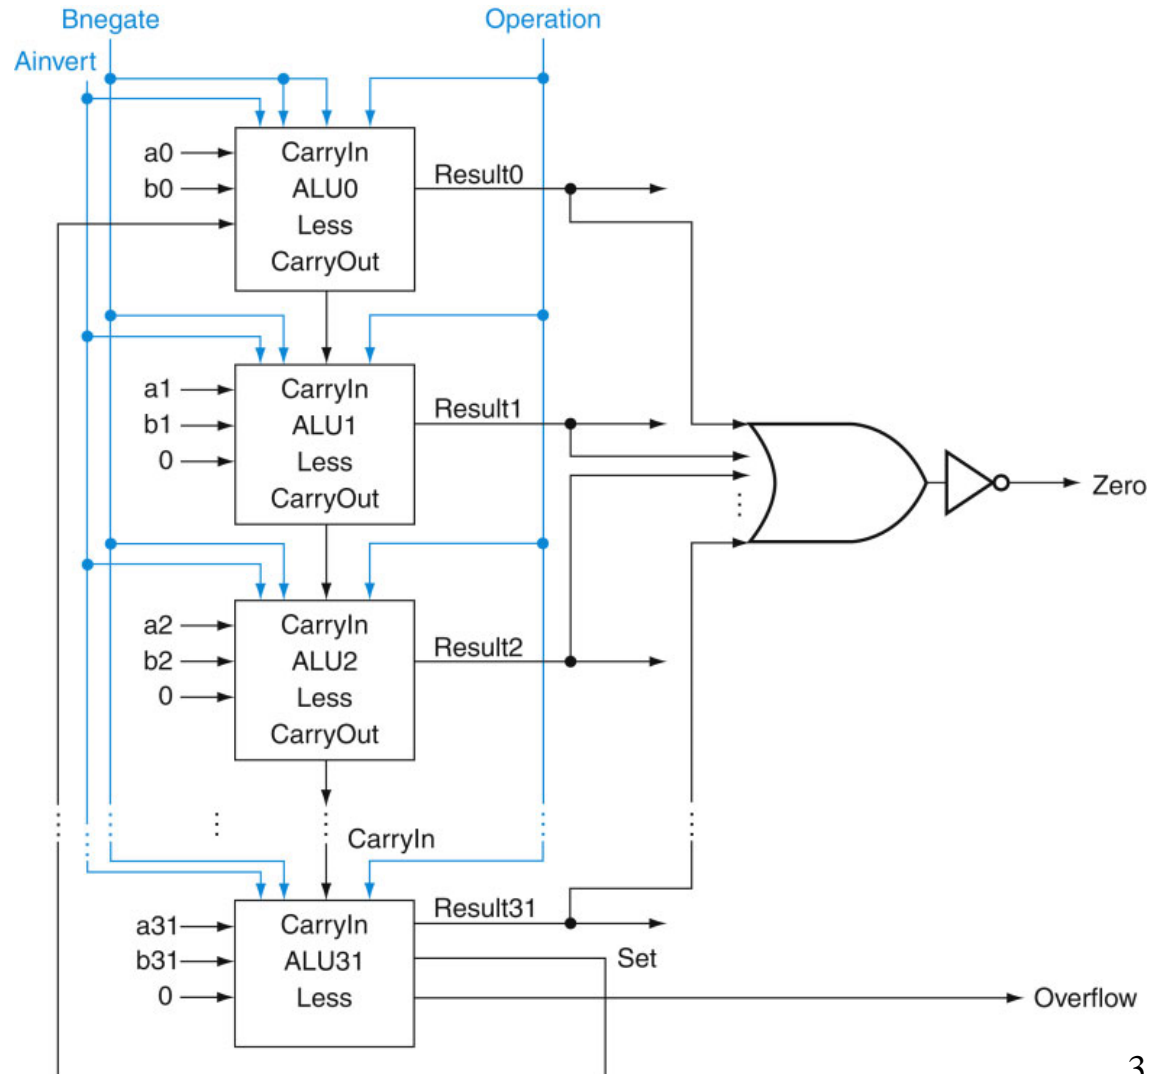 Bnegate
Operation
Ainvert
a0
b0
CarryIn
ALU0
Less
CarryOut
Result0
a1
b1
0
CarryIn
ALU1
Less
CarryOut
Result1
Zero
a2
b2
0
CarryIn
ALU2
Less
CarryOut
Result2
CarryIn
a31
b31
0
CarryIn
ALU31
Less
Result31
Set
Overflow
3